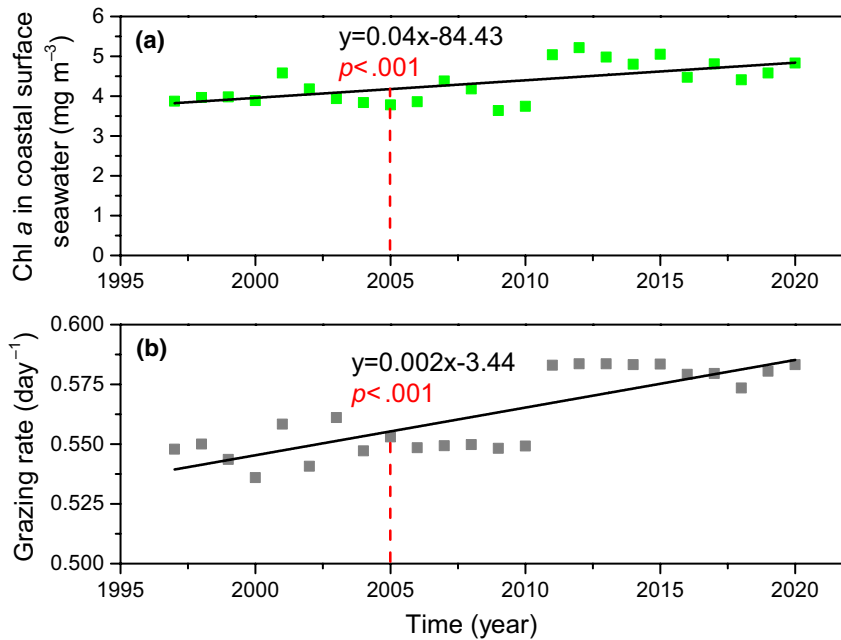 (a)
y=0.04x-84.43
p<.001
Chl a in coastal surface
seawater (mg m⁻³)
6
5
4
3
2
1
0
1995 2000 2005 2010 2015 2020
(b)
y=0.002x-3.44
p<.001
Grazing rate (day⁻¹)
0.600
0.575
0.550
0.525
0.500
1995 2000 2005 2010 2015 2020
Time (year)